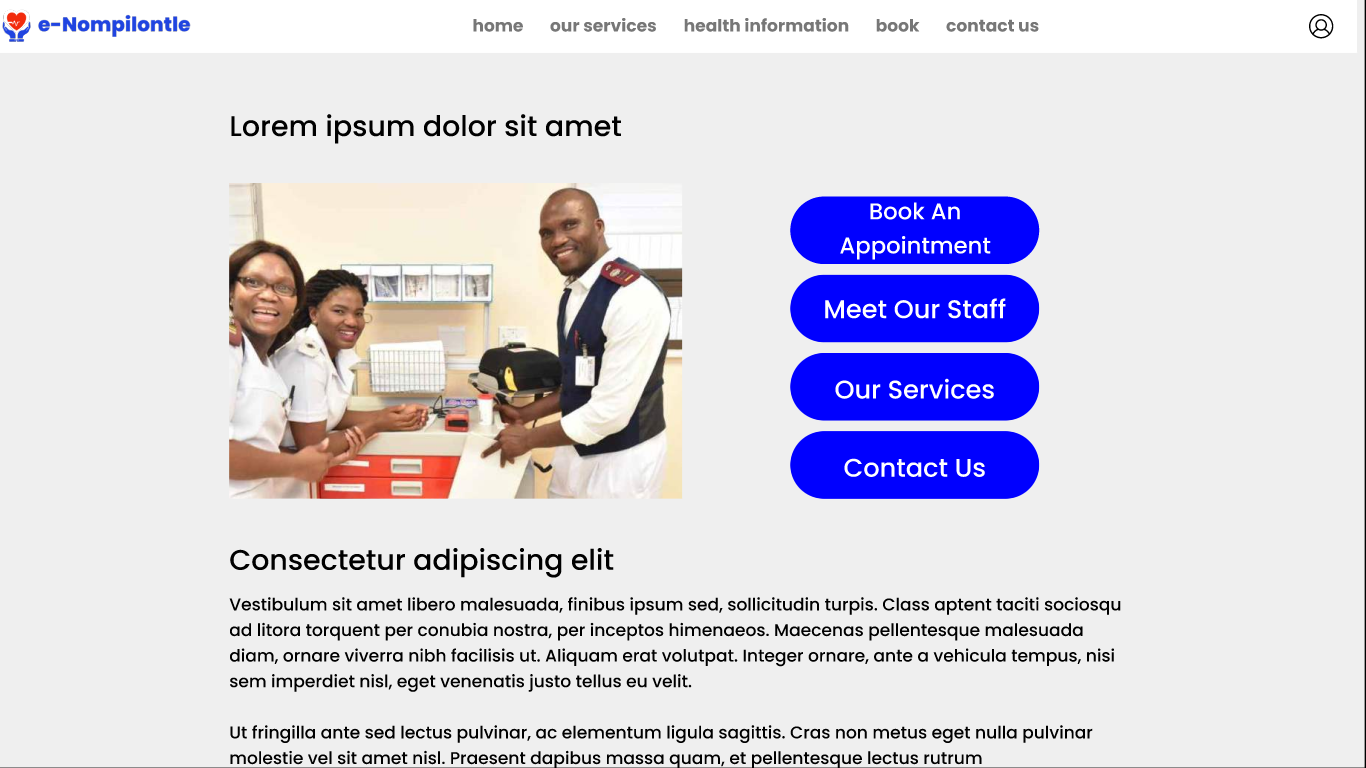 e-Nompilontle
home our services health information book contact us
Lorem ipsum dolor sit amet
Book An
Appointment
Meet Our Staff
Our Services
Contact Us
Consectetur adipiscing elit
Vestibulum sit amet libero malesuada, finibus ipsum sed, sollicitudin turpis. Class aptent taciti sociosqu
ad litora torquent per conubia nostra, per inceptos himenaeos. Maecenas pellentesque malesuada
diam, ornare viverra nibh facilisis ut. Aliquam erat volutpat. Integer ornare, ante a vehicula tempus, nisi
sem imperdiet nisl, eget venenatis justo tellus eu velit.
Ut fringilla ante sed lectus pulvinar, ac elementum ligula sagittis. Cras non metus eget nulla pulvinar
molestie vel sit amet nisl. Praesent dapibus massa quam, et pellentesque lectus rutrum